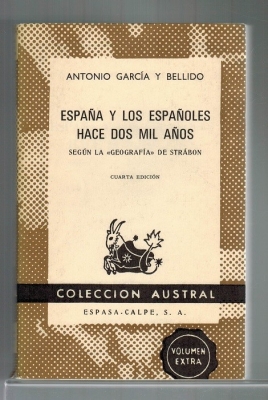 ANTONIO GARCÍA Y BELLIDO
ESPAÑA Y LOS ESPAÑOLES
HACE DOS MIL AÑOS
SEGÚN LA «GEOGRAFÍA» DE STRÁBON
CUARTA EDICIÓN
COLECCION AUSTRAL
ESPASA-CALPE, S. A.
VOLUMEN
EXTRA